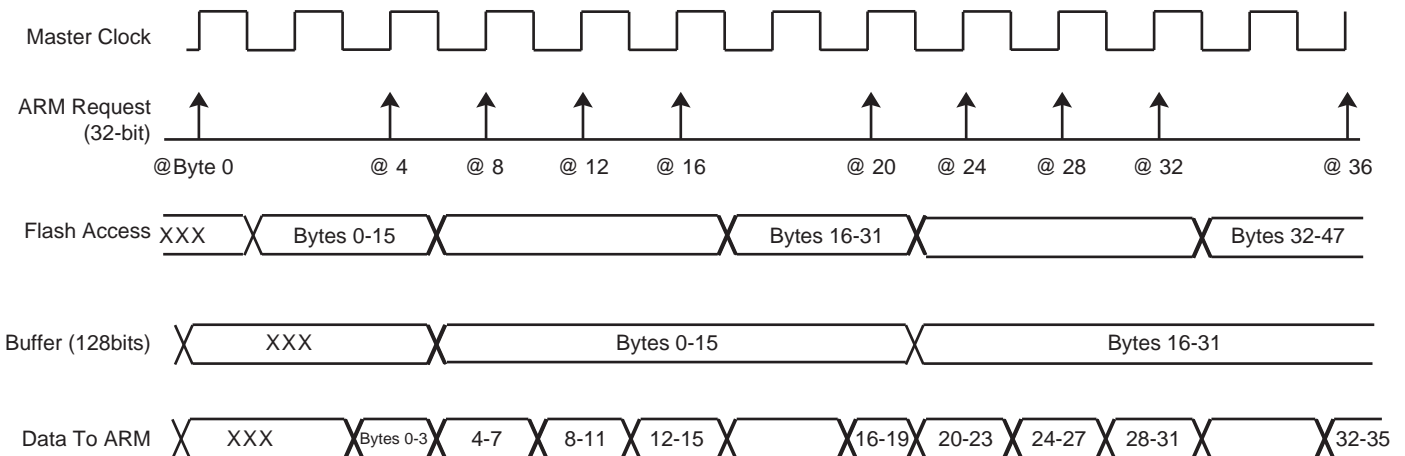 Master Clock
ARM Request
(32-bit)
@Byte 0 @ 4 @ 8 @ 12 @ 16 @ 20 @ 24 @ 28 @ 32 @ 36
Flash Access XXX Bytes 0-15 Bytes 16-31 Bytes 32-47
Buffer (128bits) XXX Bytes 0-15 Bytes 16-31
Data To ARM XXX Bytes 0-3 4-7 8-11 12-15 16-19 20-23 24-27 28-31 32-35